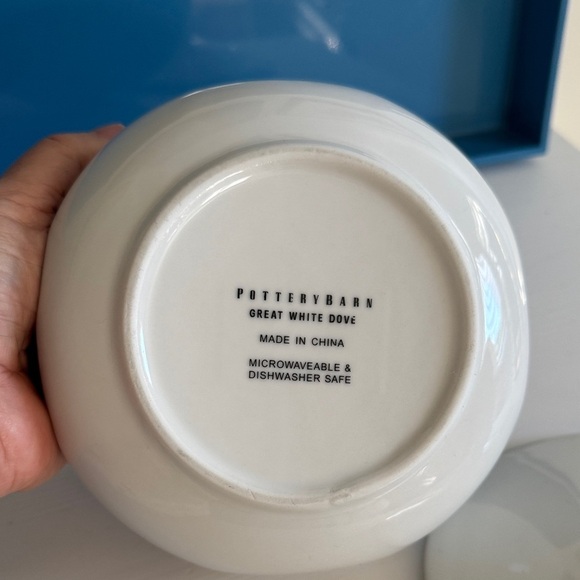 POTTERYBARN
GREAT WHITE DOVE
MADE IN CHINA
MICROWAVEABLE &
DISHWASHER SAFE